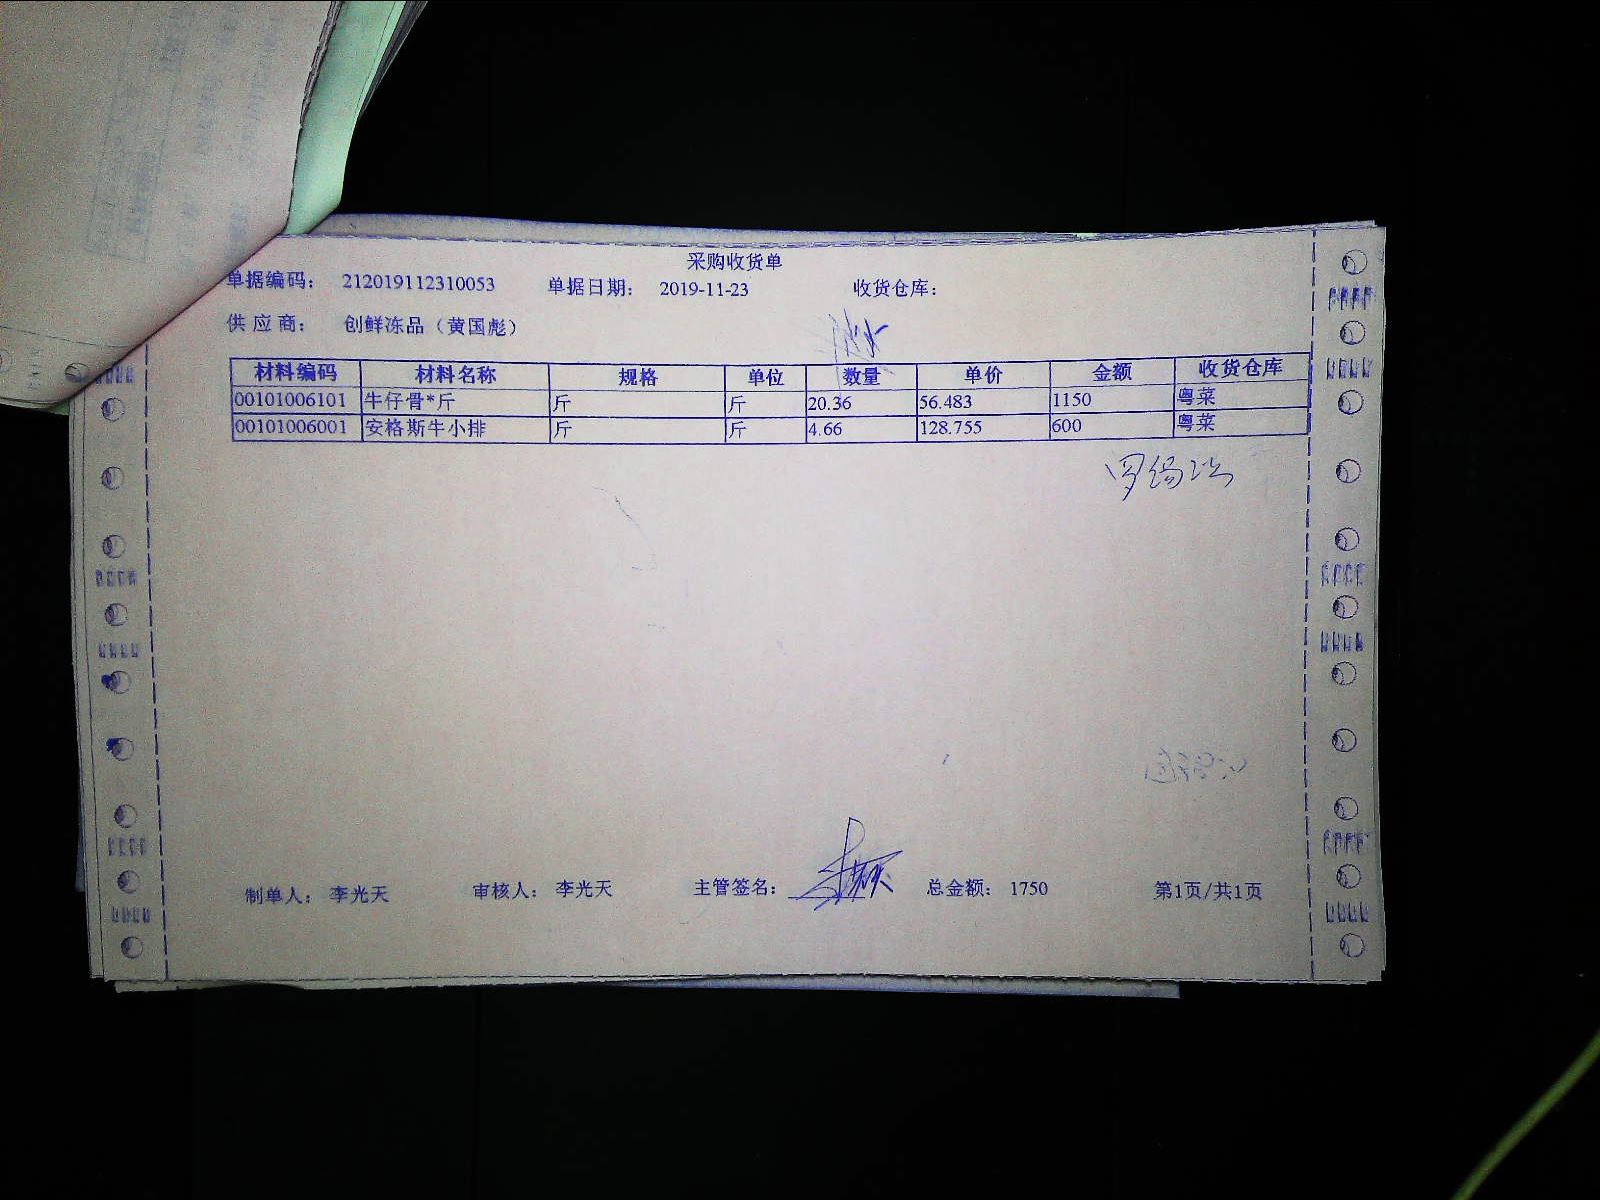 采购收货单
单据编码： 212019112310053 单据日期： 2019-11-23 收货仓库：
供应商： 创鲜冻品（黄国彪）
材料编码 材料名称 规格 单位 数量 单价 金额 收货仓库
00101006101 牛仔骨*斤 斤 斤 20.36 56.483 1150 粤菜
00101006001 安格斯牛小排 斤 斤 4.66 128.755 600 粤菜
制单人： 李光天 审核人： 李光天 主管签名： 总金额： 1750 第1页/共1页